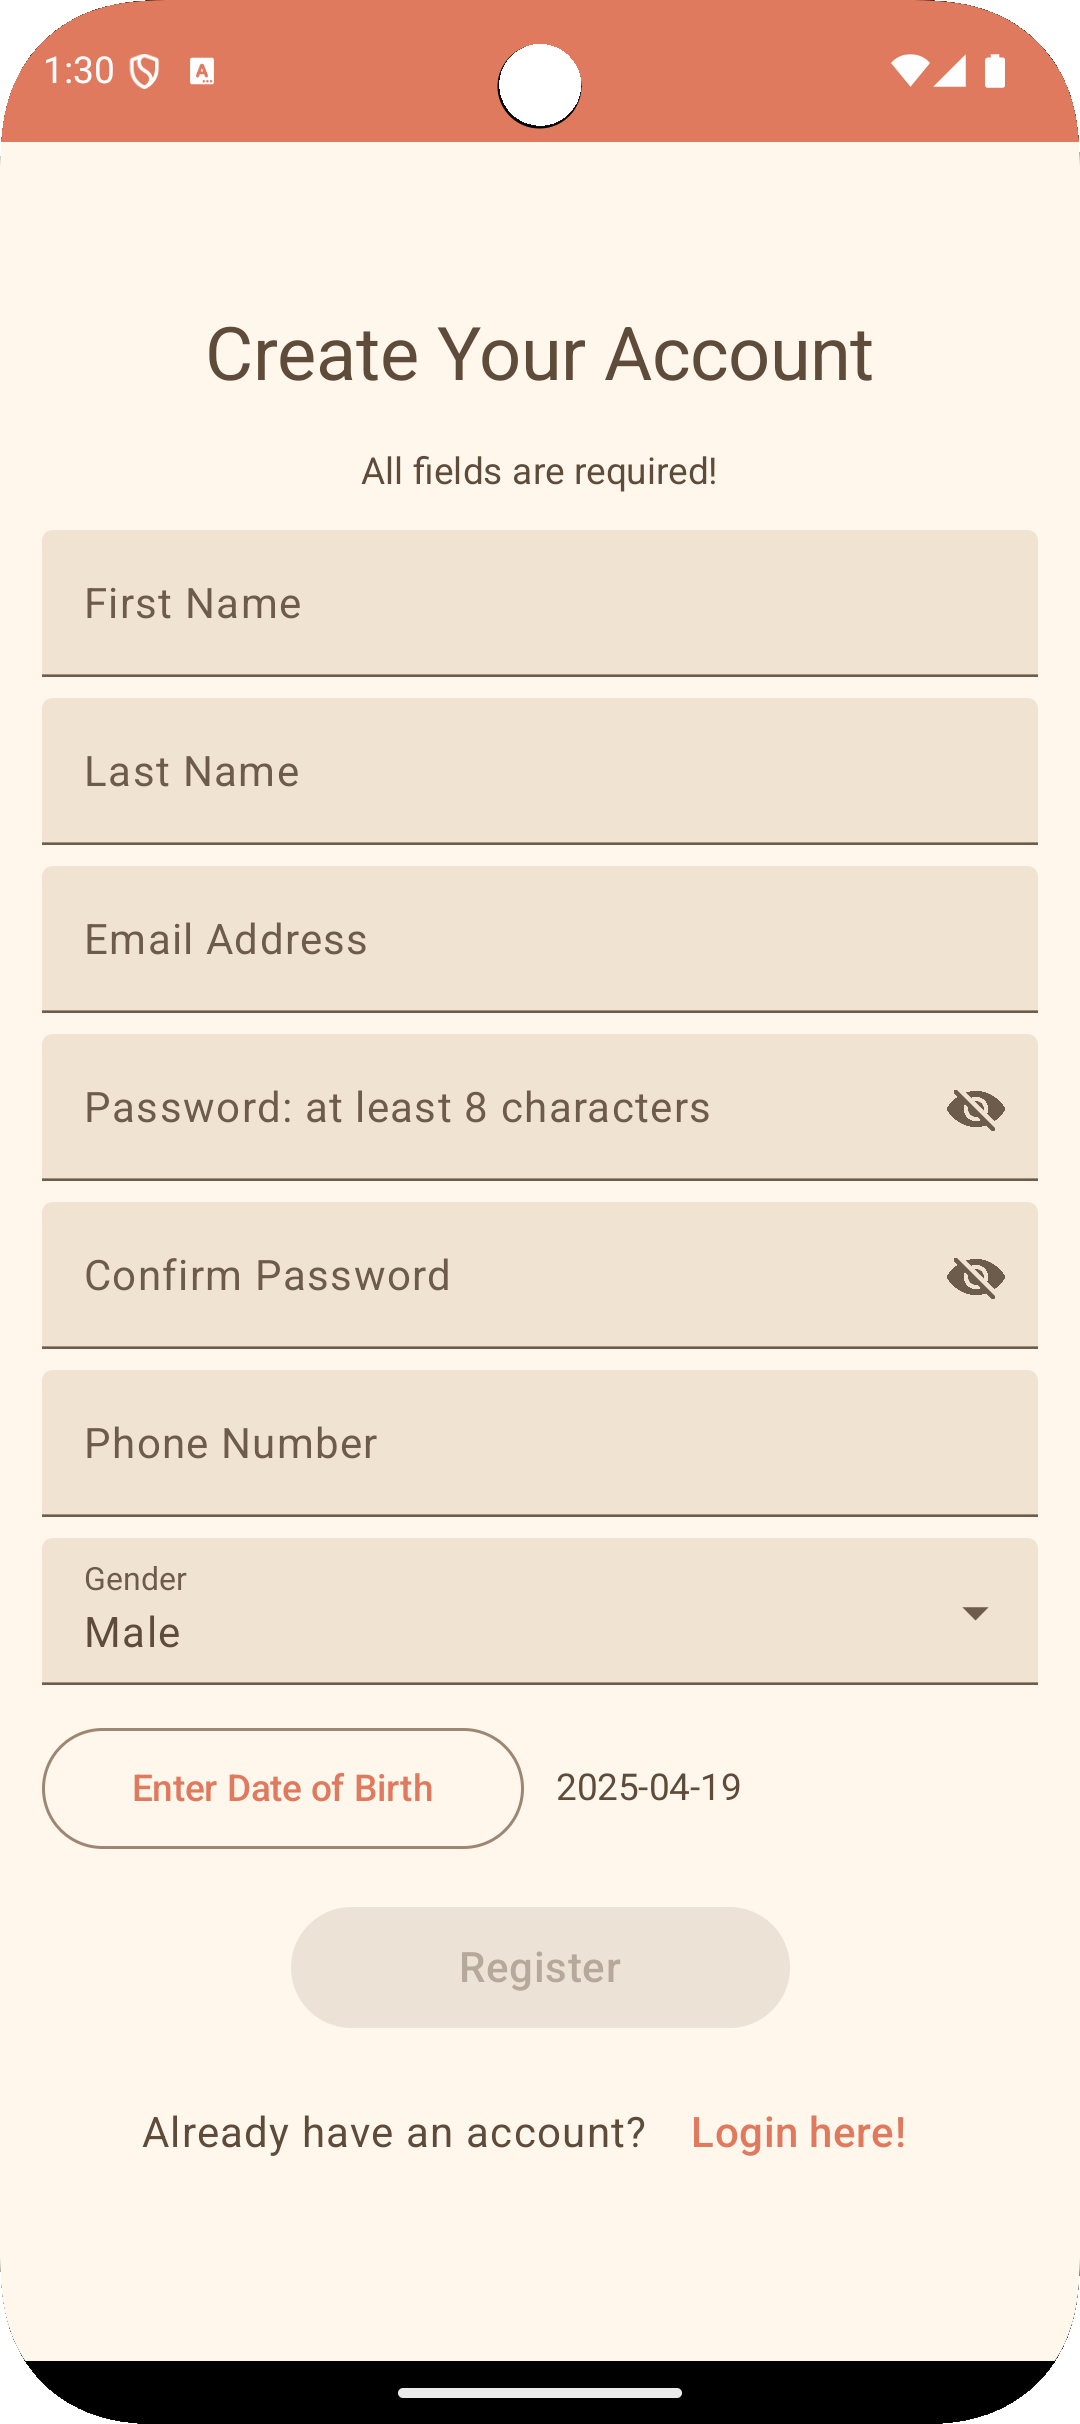 1:30
Create Your Account
All fields are required!
First Name
Last Name
Email Address
Password: at least 8 characters
Confirm Password
Phone Number
Gender
Male
Enter Date of Birth 2025-04-19
Register
Already have an account? Login here!